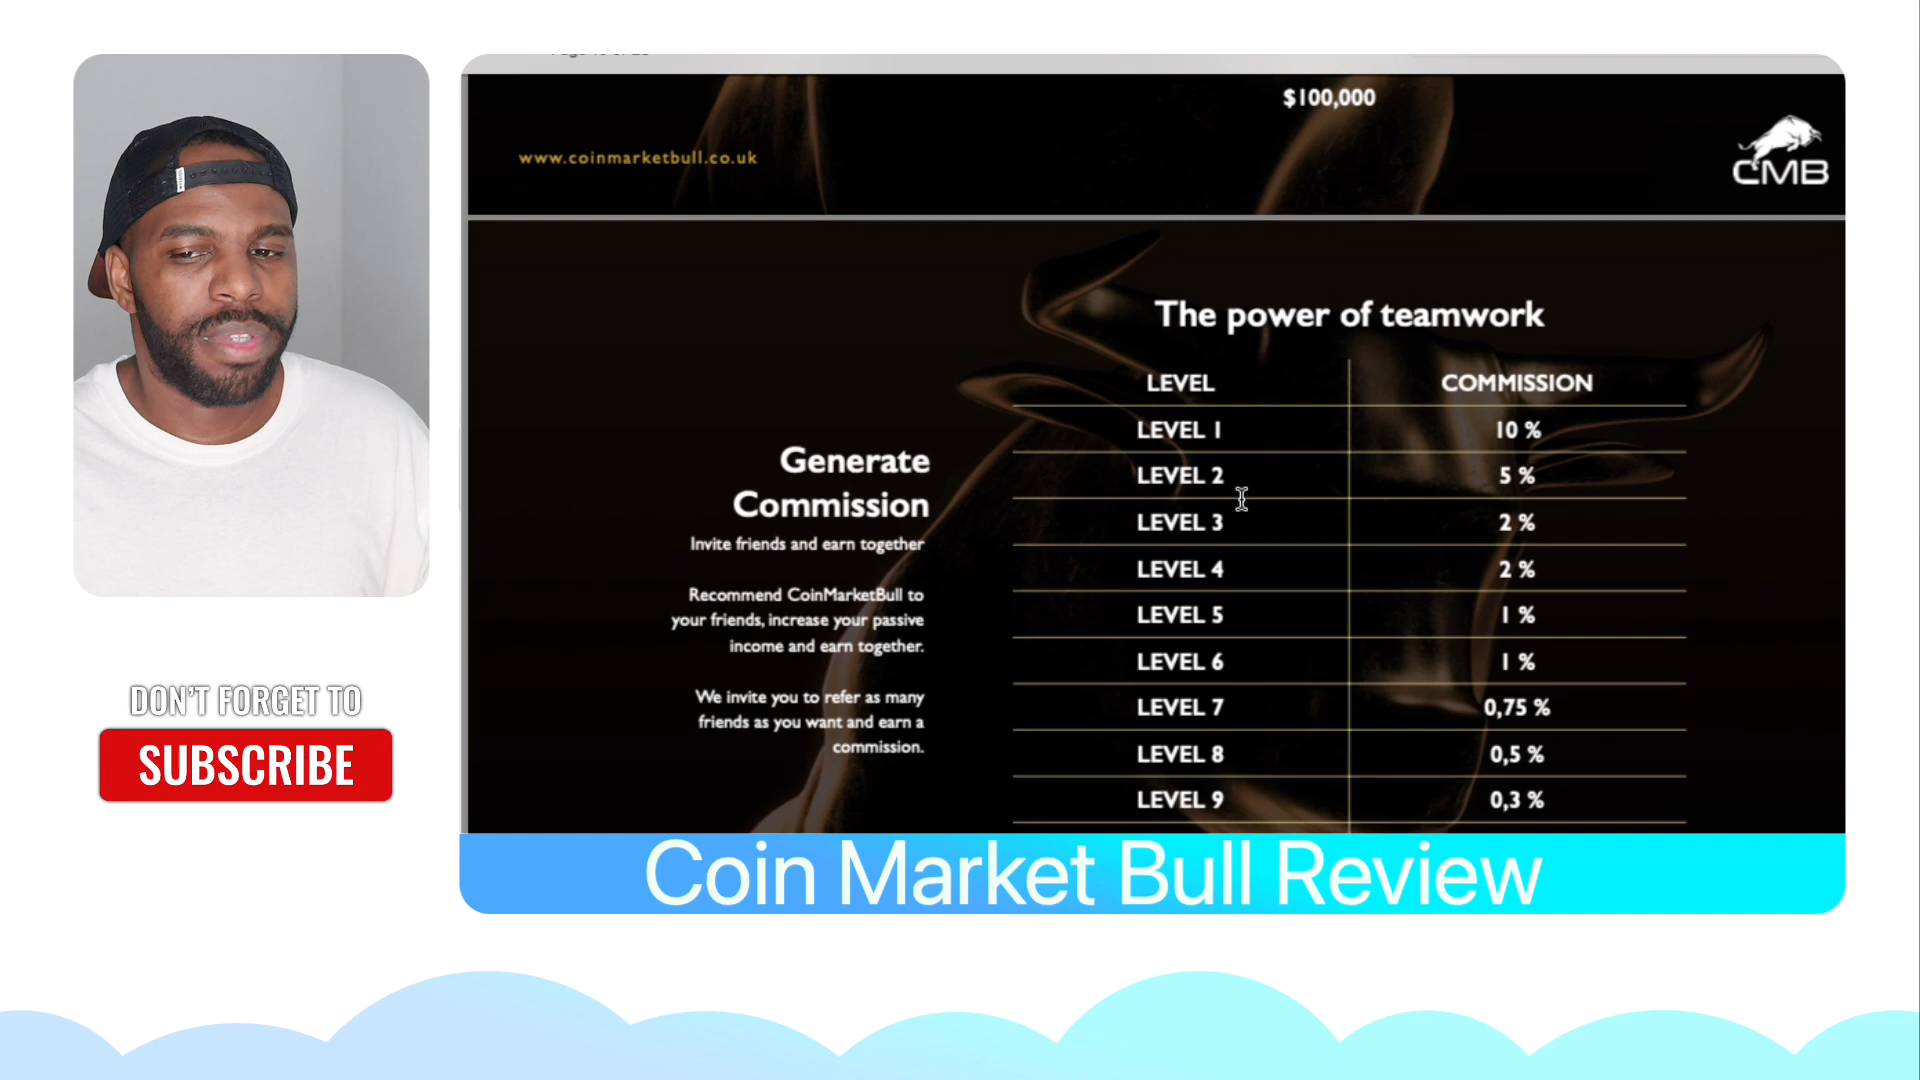 $100,000
www.coinmarketbull.co.uk
CMB
The power of teamwork
LEVEL COMMISSION
LEVEL 1 10 %
LEVEL 2 5 %
LEVEL 3 2 %
LEVEL 4 2 %
LEVEL 5 1 %
LEVEL 6 1 %
LEVEL 7 0,75 %
LEVEL 8 0,5 %
LEVEL 9 0,3 %
Generate
Commission
Invite friends and earn together
Recommend CoinMarketBull to
your friends, increase your passive
income and earn together.
We invite you to refer as many
friends as you want and earn a
commission.
DON'T FORGET TO
SUBSCRIBE
Coin Market Bull Review